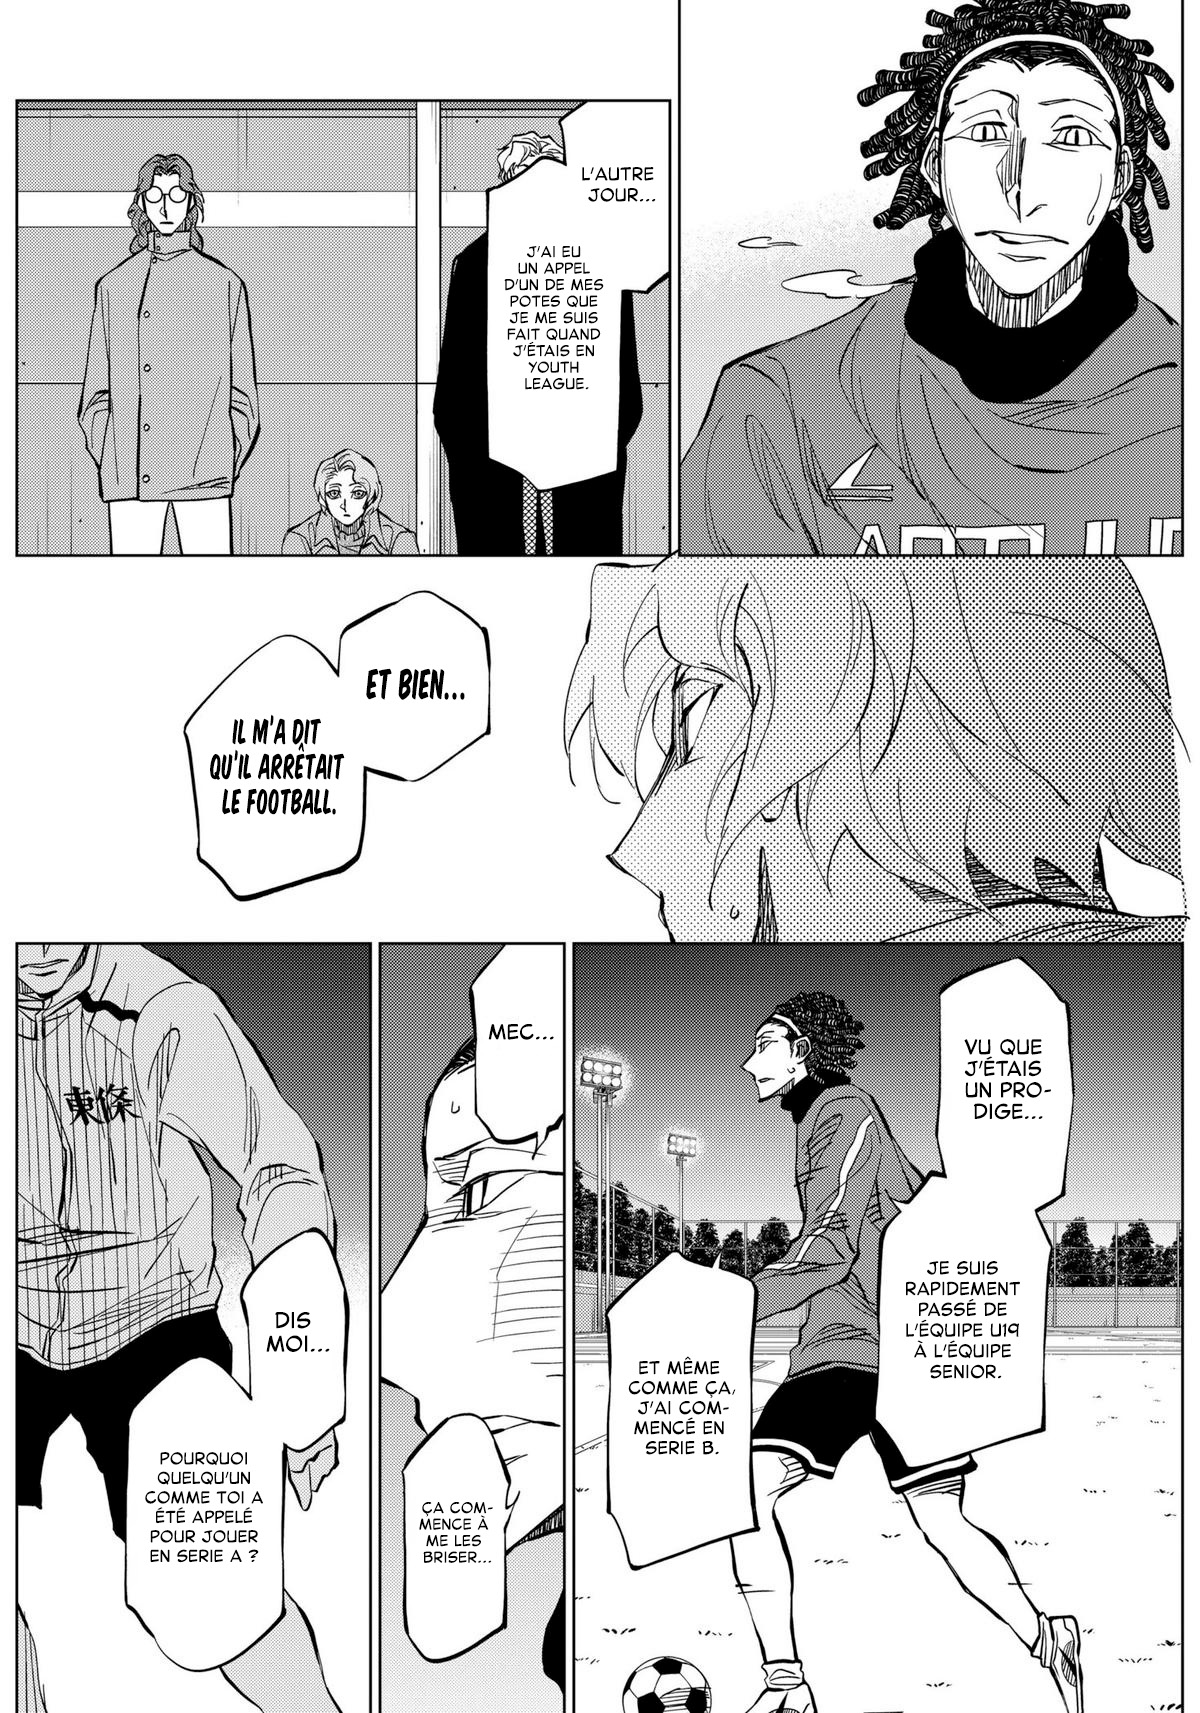 L'AUTRE
JOUR...
J'AI EU
UN APPEL
D'UN DE MES
POTES QUE
JE ME SUIS
FAIT QUAND
J'ÉTAIS EN
YOUTH
LEAGUE.
ET BIEN...
IL M'A DIT
QU'IL ARRÊTAIT
LE FOOTBALL.
VU QUE
J'ÉTAIS
UN PRO-
DIGE...
JE SUIS
RAPIDEMENT
PASSÉ DE
L'ÉQUIPE U19
À L'ÉQUIPE
SENIOR.
ET MÊME
COMME ÇA,
J'AI COM-
MENCÉ EN
SERIE B.
MEC...
ÇA COM-
MENCE À
ME LES
BRISER...
東條
DIS
MOI...
POURQUOI
QUELQU'UN
COMME TOI A
ÉTÉ APPELÉ
POUR JOUER
EN SERIE A ?